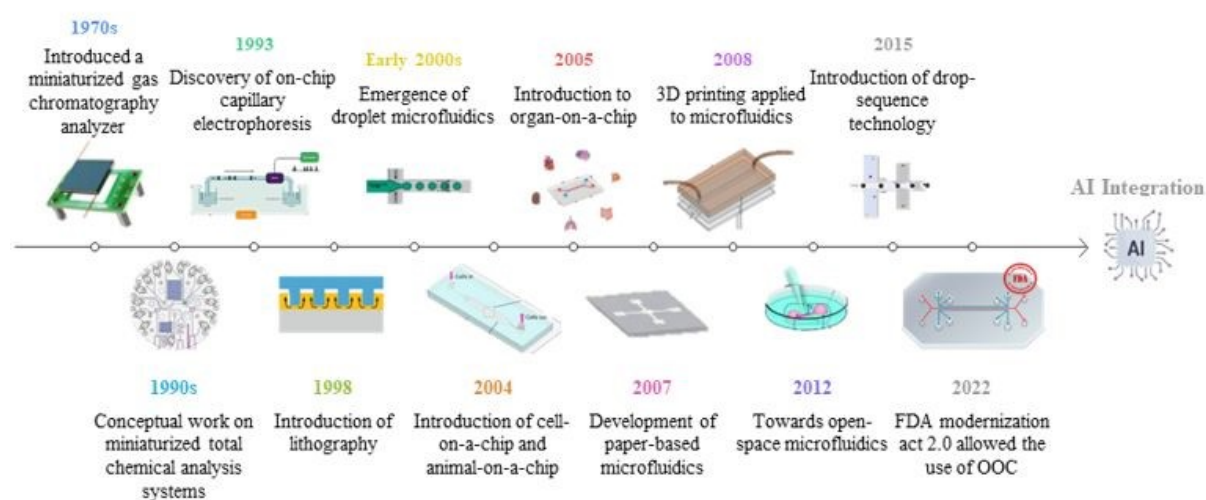 1970s
Introduced a
miniaturized gas
chromatography
analyzer
1993
Discovery of on-chip
capillary
electrophoresis
Early 2000s
Emergence of
droplet microfluidics
2005
Introduction to
organ-on-a-chip
2008
3D printing applied
to microfluidics
2015
Introduction of drop-
sequence
technology
AI Integration
AI
Cells in
Cells out
FDA
1990s
Conceptual work on
miniaturized total
chemical analysis
systems
1998
Introduction of
lithography
2004
Introduction of cell-
on-a-chip and
animal-on-a-chip
2007
Development of
paper-based
microfluidics
2012
Towards open-
space microfluidics
2022
FDA modernization
act 2.0 allowed the
use of OOC